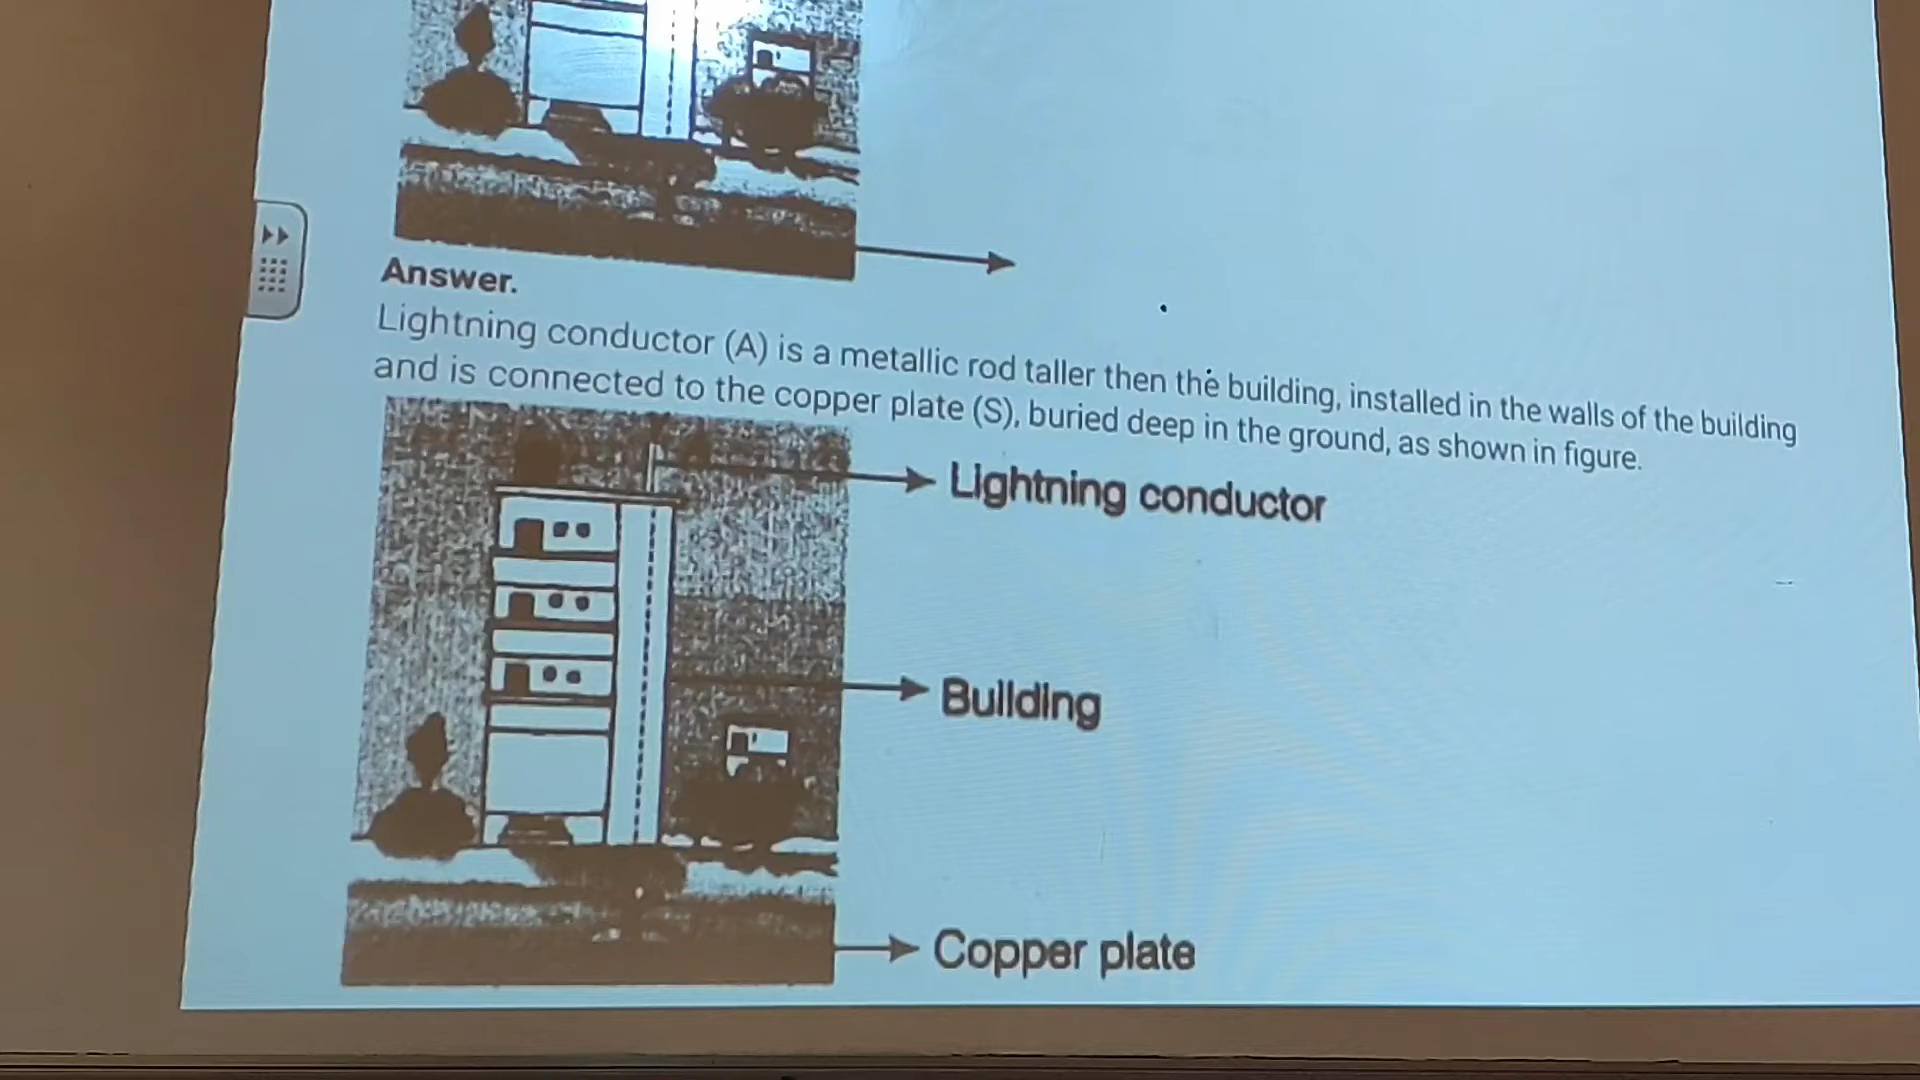 Answer.
Lightning conductor (A) is a metallic rod taller then the building, installed in the walls of the building
and is connected to the copper plate (S), buried deep in the ground, as shown in figure.
Lightning conductor
Building
Copper plate